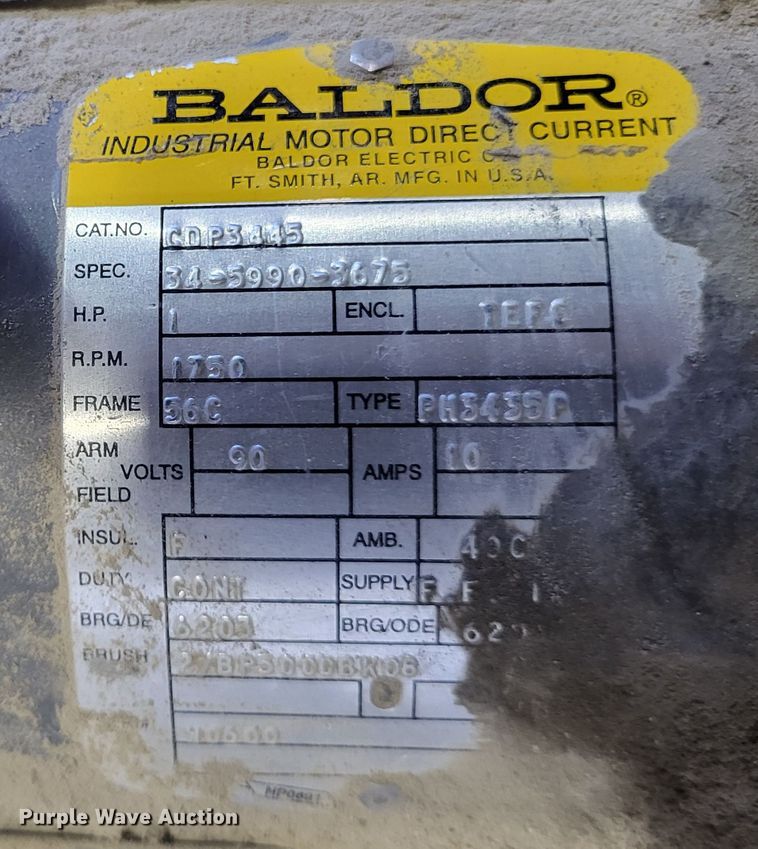 BALDOR®
INDUSTRIAL MOTOR DIRECT CURRENT
BALDOR ELECTRIC
FT. SMITH, AR. MFG. IN U.S.A.
CAT.NO. CDP3445
SPEC. 34-5990-3675
H.P. 1 ENCL. TEFC
R.P.M. 1750
FRAME 56C TYPE PM3435P
ARM VOLTS 90 AMPS 10
FIELD
INSUL. F AMB. 40C
DUTY CONT SUPPLY F.F.
BRG/DE 6203 BRG/ODE
BRUSH
Purple Wave Auction